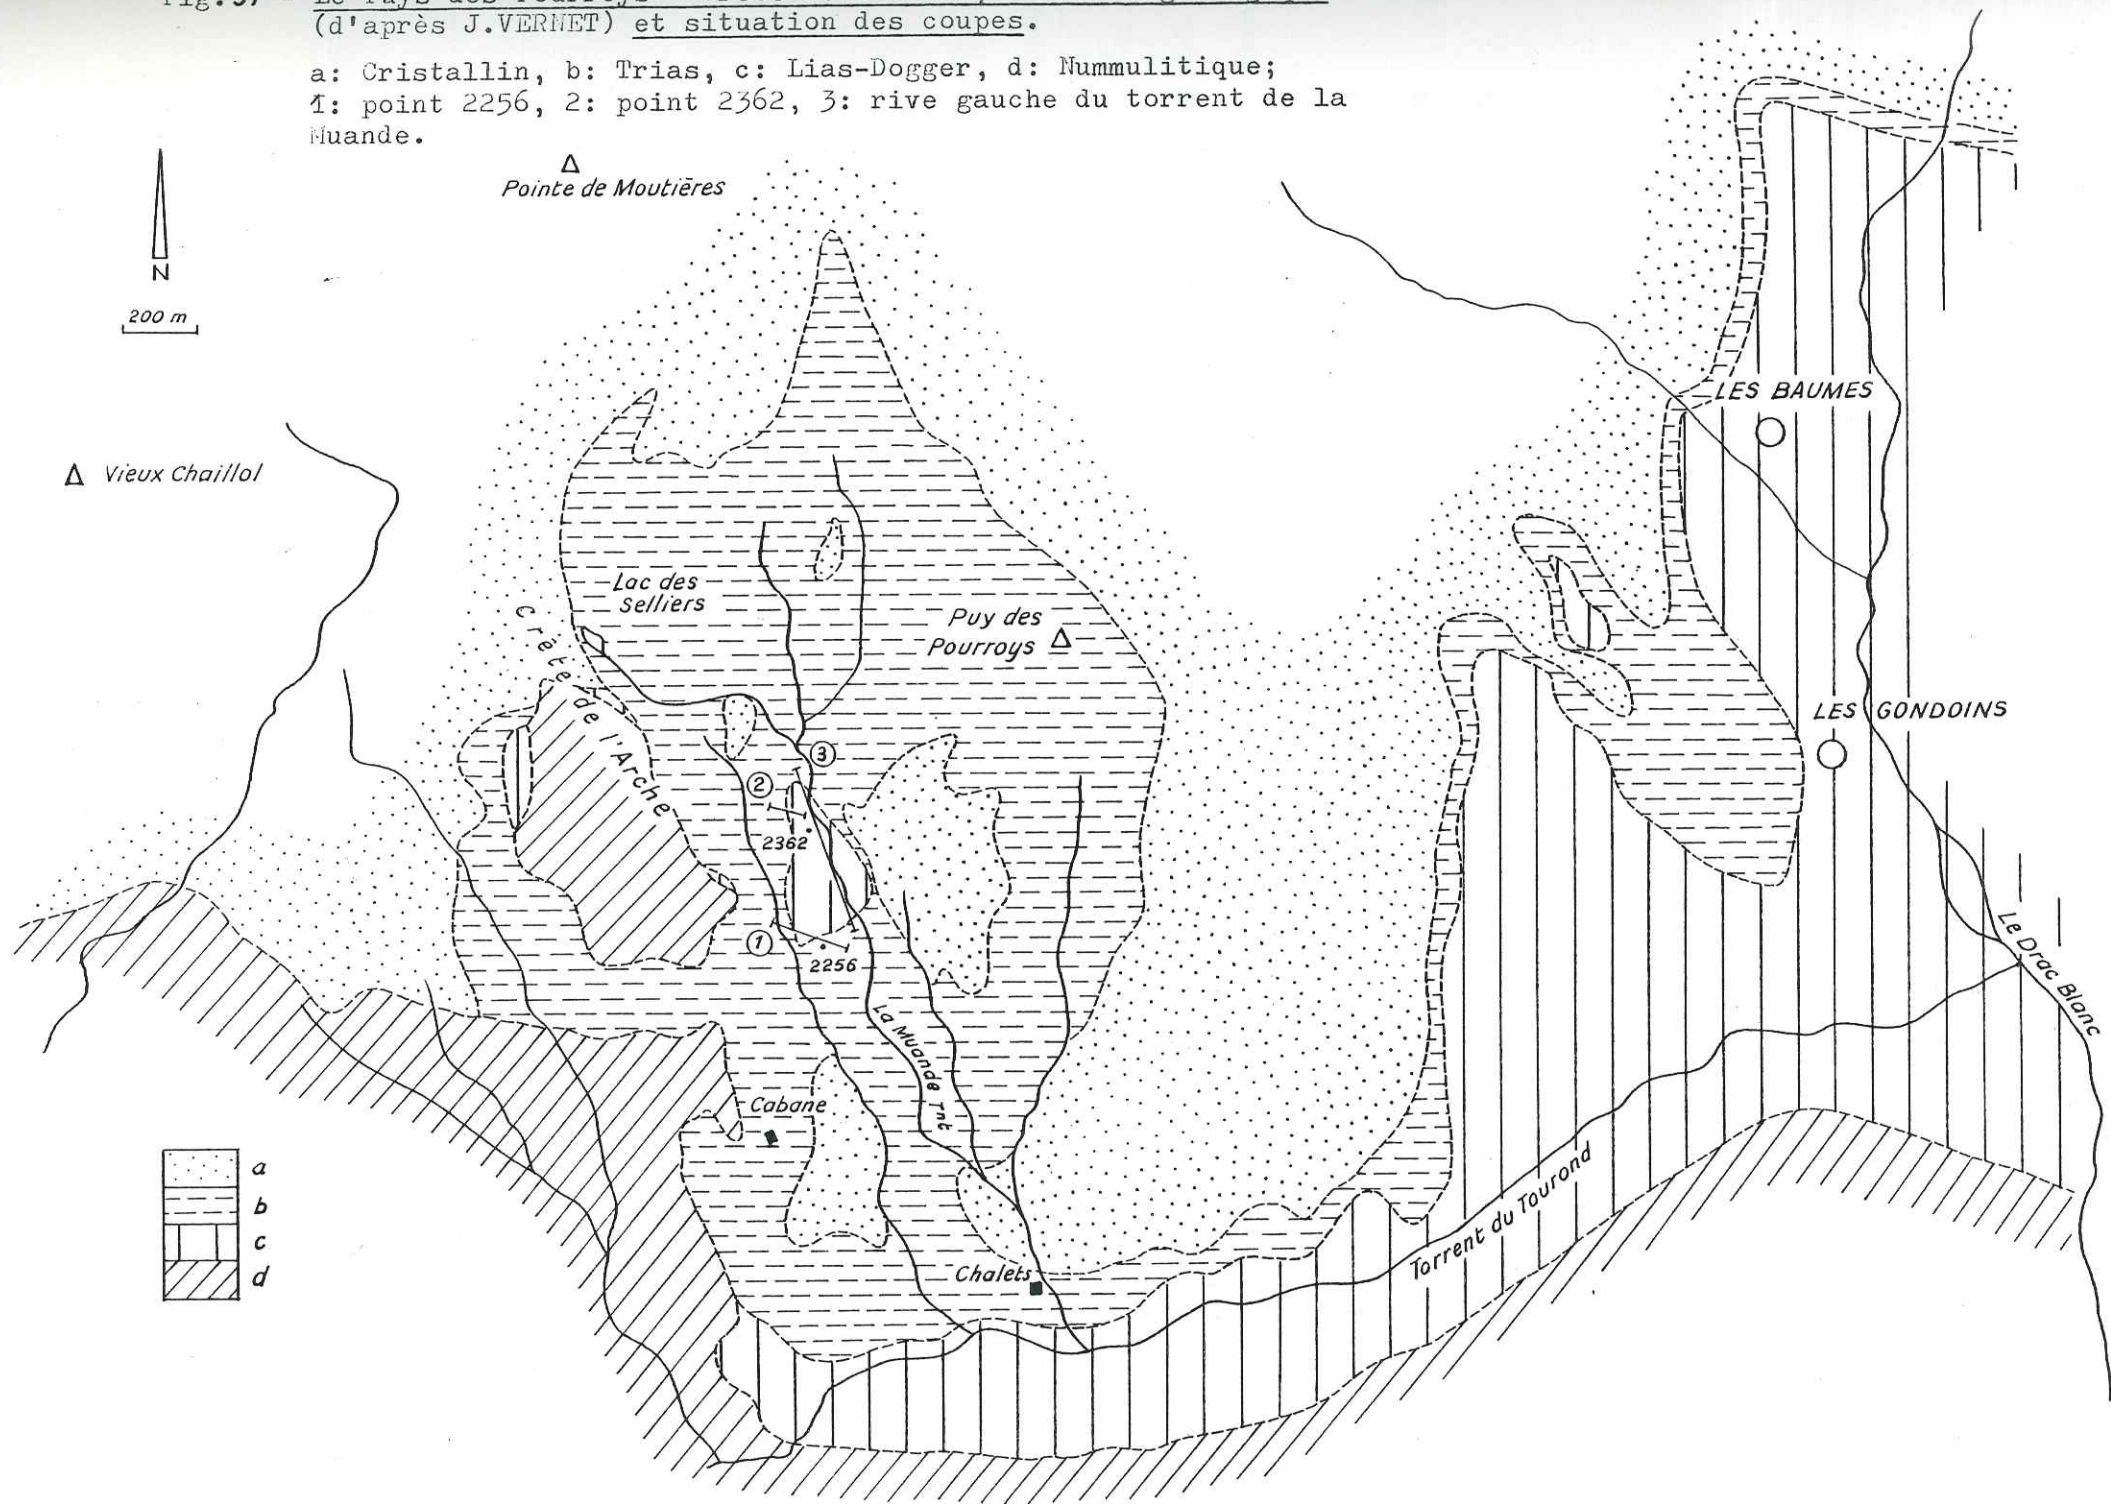 (d'après J.VERNET) et situation des coupes.
a: Cristallin, b: Trias, c: Lias-Dogger, d: Nummulitique;
1: point 2256, 2: point 2362, 3: rive gauche du torrent de la
Muande.
Pointe de Moutières
N
200 m
LES BAUMES
Vieux Chaillol
Lac des
Selliers
Puy des
Pourroys
Crête de l'Arche
LES GONDOINS
3
2
2362
1
2256
Le Drac Blanc
La Muande Tnt
Cabane
a
b
c
d
Torrent du Tourond
Chalets